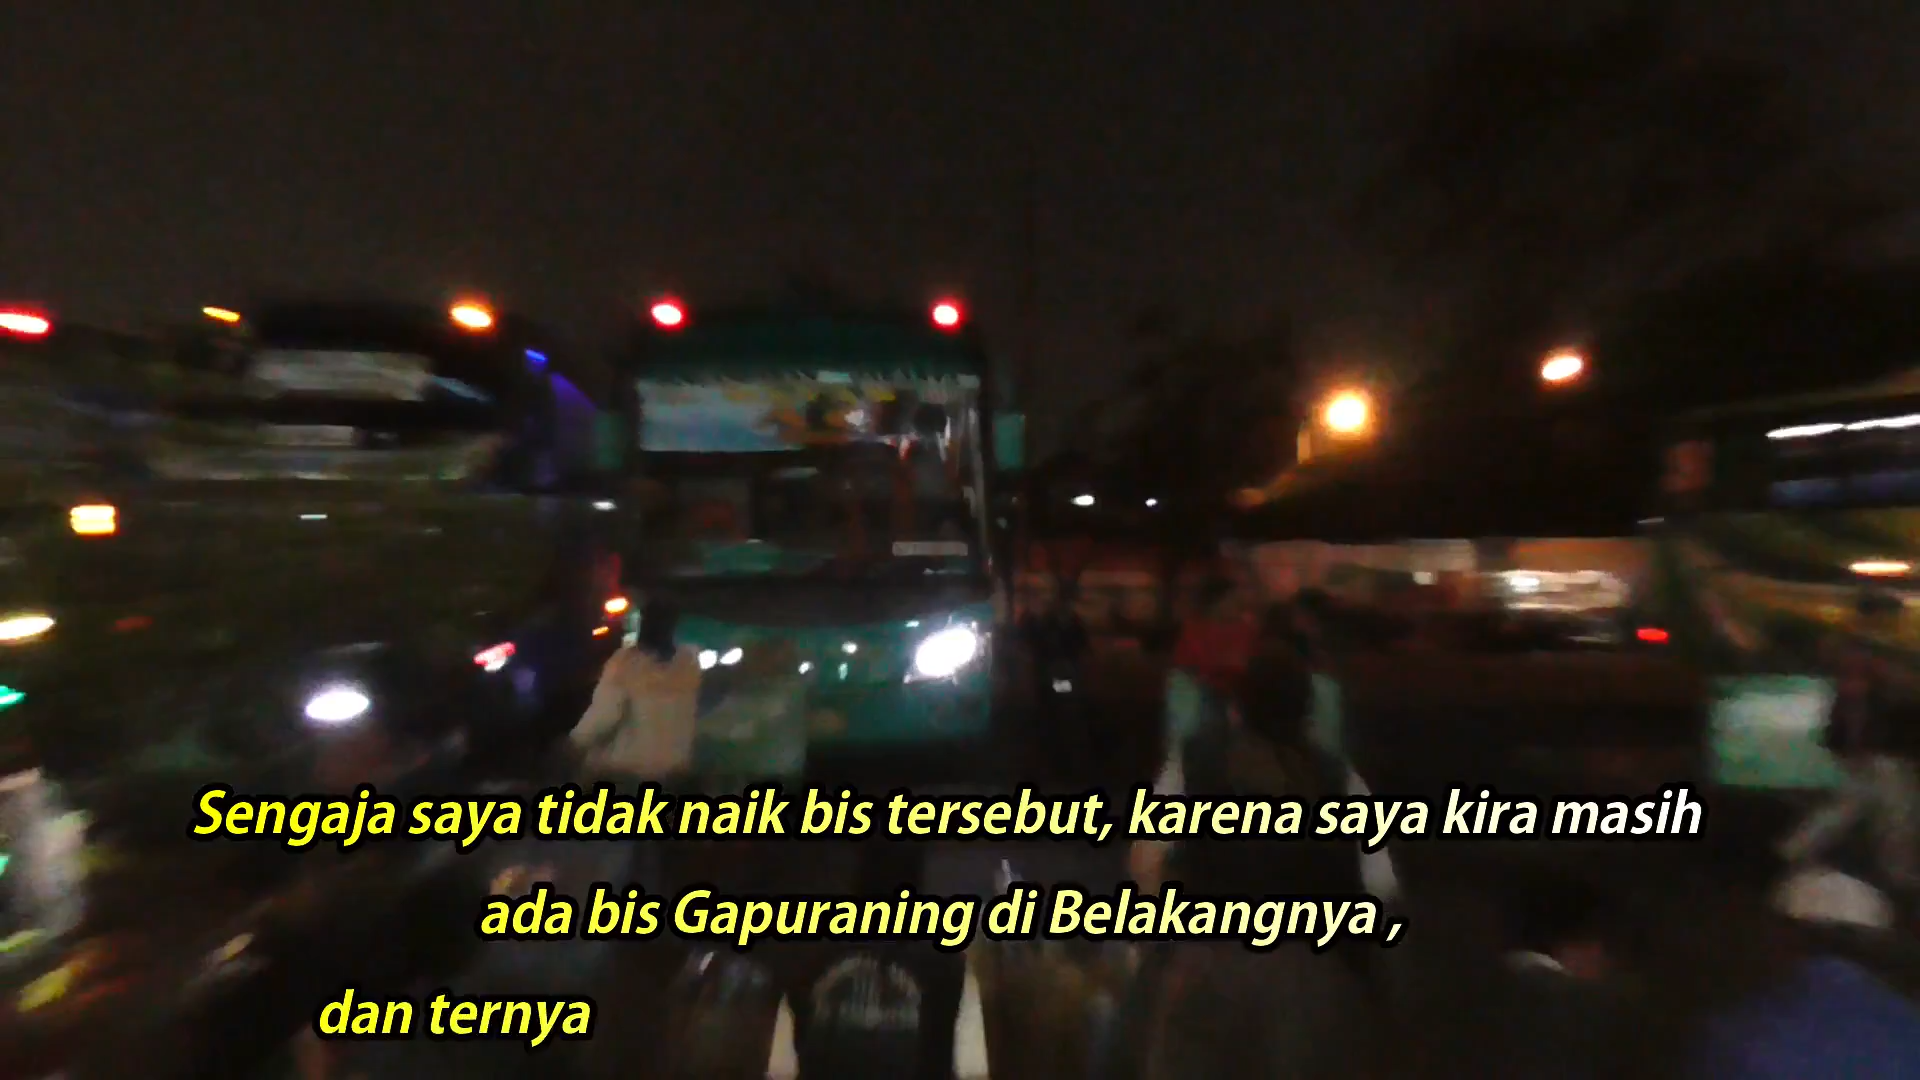 Sengaja saya tidak naik bis tersebut, karena saya kira masih
ada bis Gapuraning di Belakangnya ,
dan ternya